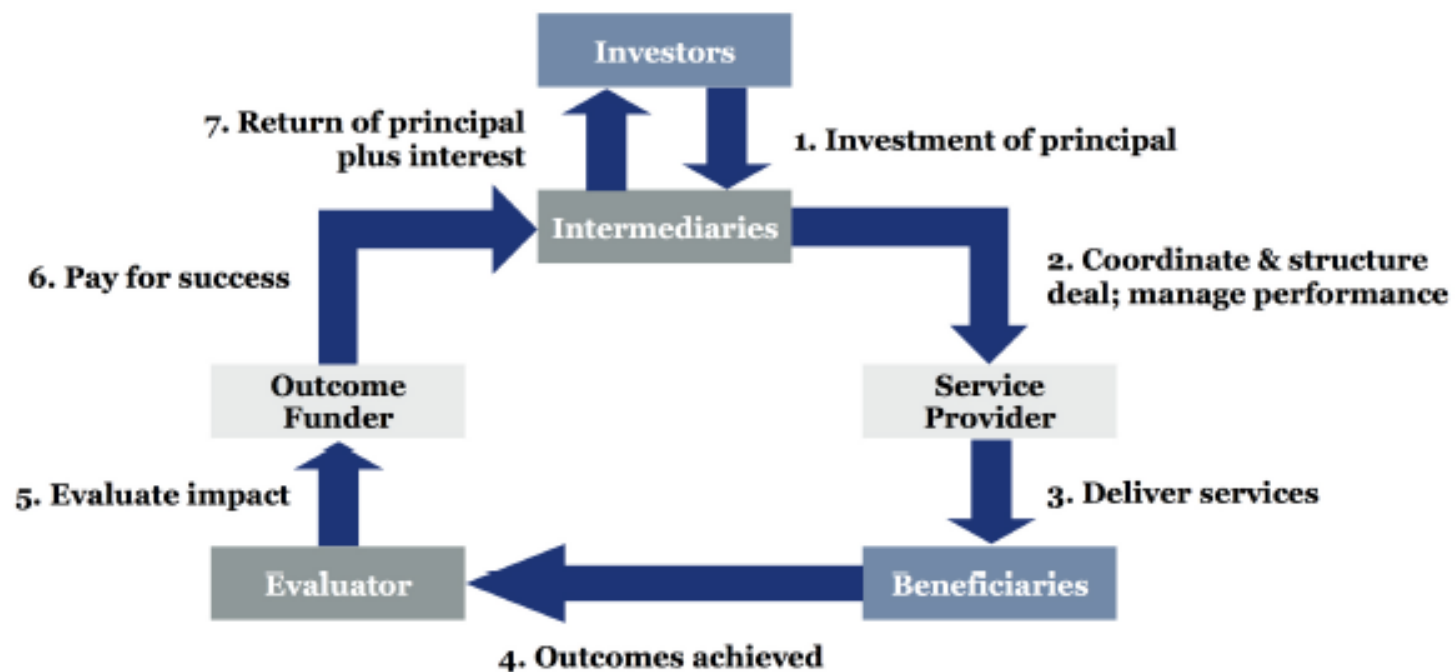 Investors
7. Return of principal
plus interest
1. Investment of principal
Intermediaries
6. Pay for success
2. Coordinate & structure
deal; manage performance
Outcome
Funder
Service
Provider
5. Evaluate impact
3. Deliver services
Evaluator
Beneficiaries
4. Outcomes achieved